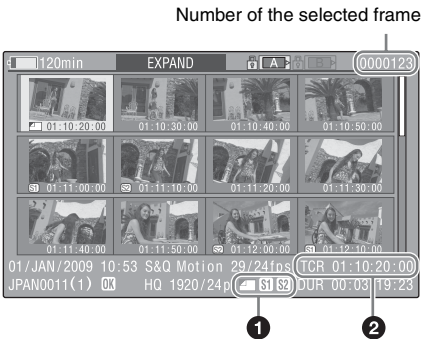 Number of the selected frame
120min EXPAND A B 0000123
01:10:20:00 01:10:30:00 01:10:40:00 01:10:50:00
S1 01:11:00:00 S2 01:11:10:00 01:11:20:00 01:11:30:00
01:11:40:00 01:11:50:00 S2 01:12:00:00 S1 01:12:10:00
01/JAN/2009 10:53 S&Q Motion 29/24fps TCR 01:10:20:00
JPAN0011(1) OK HQ 1920/24p S1 S2 DUR 00:03:19:23
1 2